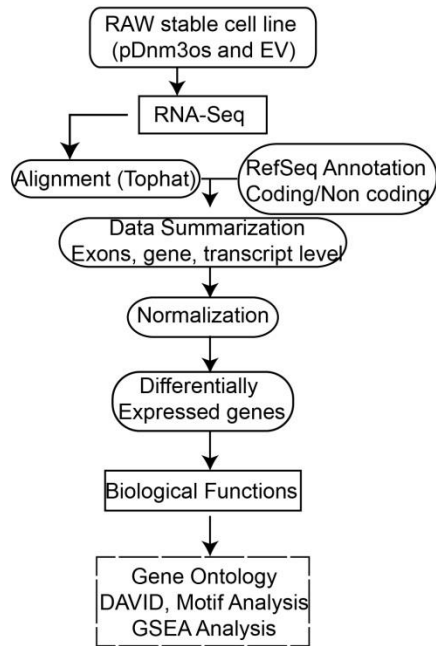 RAW stable cell line
(pDnm3os and EV)
RNA-Seq
Alignment (Tophat)
RefSeq Annotation
Coding/Non coding
Data Summarization
Exons, gene, transcript level
Normalization
Differentially
Expressed genes
Biological Functions
Gene Ontology
DAVID, Motif Analysis
GSEA Analysis